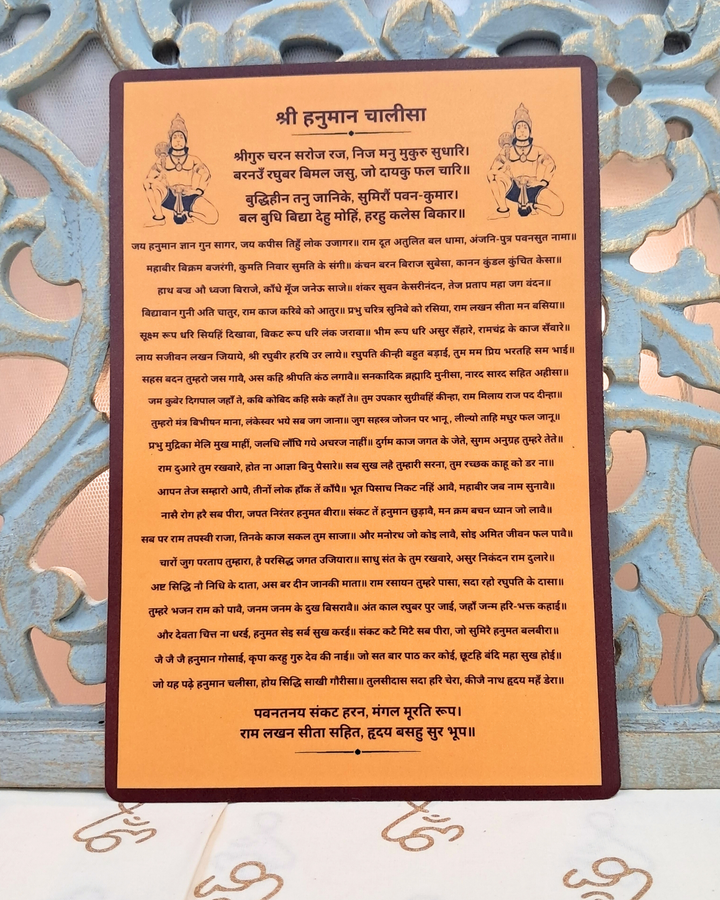 श्री हनुमान चालीसा
श्रीगुरु चरन सरोज रज, निज मनु मुकुरु सुधारि।
बरनउँ रघुबर बिमल जसु, जो दायकु फल चारि॥
बुद्धिहीन तनु जानिके, सुमिरौं पवन-कुमार।
बल बुधि बिद्या देहु मोहिं, हरहु कलेस बिकार॥
जय हनुमान ज्ञान गुन सागर, जय कपीस तिहुँ लोक उजागर॥ राम दूत अतुलित बल धामा, अंजनि-पुत्र पवनसुत नामा॥
महाबीर बिक्रम बजरंगी, कुमति निवार सुमति के संगी॥ कंचन बरन बिराज सुबेसा, कानन कुंडल कुंचित केसा॥
हाथ बज्र औ ध्वजा बिराजे, काँधे मूँज जनेऊ साजे॥ शंकर सुवन केसरीनंदन, तेज प्रताप महा जग वंदन॥
बिद्यावान गुनी अति चातुर, राम काज करिबे को आतुर॥ प्रभु चरित्र सुनिबे को रसिया, राम लखन सीता मन बसिया॥
सूक्ष्म रूप धरि सियहिं दिखावा, बिकट रूप धरि लंक जरावा॥ भीम रूप धरि असुर सँहारे, रामचंद्र के काज सँवारे॥
लाय सजीवन लखन जियाये, श्री रघुबीर हरषि उर लाये॥ रघुपति कीन्ही बहुत बड़ाई, तुम मम प्रिय भरतहि सम भाई॥
सहस बदन तुम्हरो जस गावै, अस कहि श्रीपति कंठ लगावै॥ सनकादिक ब्रह्मादि मुनीसा, नारद सारद सहित अहीसा॥
जम कुबेर दिगपाल जहाँ ते, कबि कोबिद कहि सके कहाँ ते॥ तुम उपकार सुग्रीवहिं कीन्हा, राम मिलाय राज पद दीन्हा॥
तुम्हरो मंत्र बिभीषन माना, लंकेस्वर भये सब जग जाना॥ जुग सहस्त्र जोजन पर भानू, लील्यो ताहि मधुर फल जानू॥
प्रभु मुद्रिका मेलि मुख माहीं, जलधि लाँघि गये अचरज नाहीं॥ दुर्गम काज जगत के जेते, सुगम अनुग्रह तुम्हरे तेते॥
राम दुआरे तुम रखवारे, होत ना आज्ञा बिनु पैसारे॥ सब सुख लहै तुम्हारी सरना, तुम रच्छक काहू को डर ना॥
आपन तेज सम्हारो आपै, तीनों लोक हाँक तें काँपै॥ भूत पिसाच निकट नहिं आवै, महाबीर जब नाम सुनावै॥
नासै रोग हरै सब पीरा, जपत निरंतर हनुमत बीरा॥ संकट तें हनुमान छुड़ावै, मन क्रम बचन ध्यान जो लावै॥
सब पर राम तपस्वी राजा, तिनके काज सकल तुम साजा॥ और मनोरथ जो कोइ लावै, सोइ अमित जीवन फल पावै॥
चारों जुग परताप तुम्हारा, है परसिद्ध जगत उजियारा॥ साधु संत के तुम रखवारे, असुर निकंदन राम दुलारे॥
अष्ट सिद्धि नौ निधि के दाता, अस बर दीन जानकी माता॥ राम रसायन तुम्हरे पासा, सदा रहो रघुपति के दासा॥
तुम्हरे भजन राम को पावै, जनम जनम के दुख बिसरावै॥ अंत काल रघुबर पुर जाई, जहाँ जन्म हरि-भक्त कहाई॥
और देवता चित्त ना धरई, हनुमत सेइ सर्ब सुख करई॥ संकट कटै मिटै सब पीरा, जो सुमिरै हनुमत बलबीरा॥
जै जै जै हनुमान गोसाईं, कृपा करहु गुरु देव की नाईं॥ जो सत बार पाठ कर कोई, छूटहि बंदि महा सुख होई॥
जो यह पढ़े हनुमान चलीसा, होय सिद्धि साखी गौरीसा॥ तुलसीदास सदा हरि चेरा, कीजै नाथ हृदय महँ डेरा॥
पवनतनय संकट हरन, मंगल मूरति रूप।
राम लखन सीता सहित, हृदय बसहु सुर भूप॥